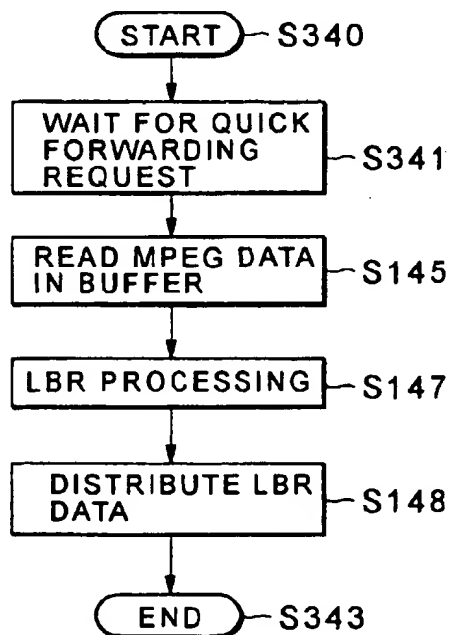 START
S340
WAIT FOR QUICK
FORWARDING
REQUEST
S341
READ MPEG DATA
IN BUFFER
S145
LBR PROCESSING
S147
DISTRIBUTE LBR
DATA
S148
END
S343